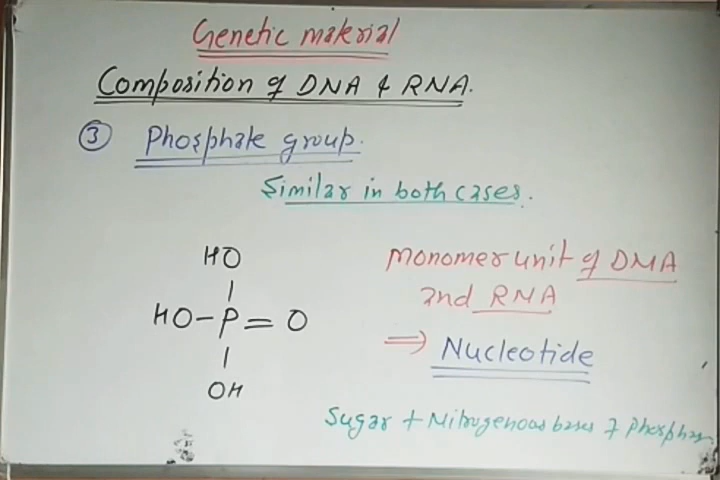 Genetic material
Composition of DNA & RNA.
③ Phosphate group.
Similar in both cases.
HO
HO-P=O
OH
Monomer unit of DNA
and RNA
⇒ Nucleotide
Sugar + Nitrogenous bases + Phosphas